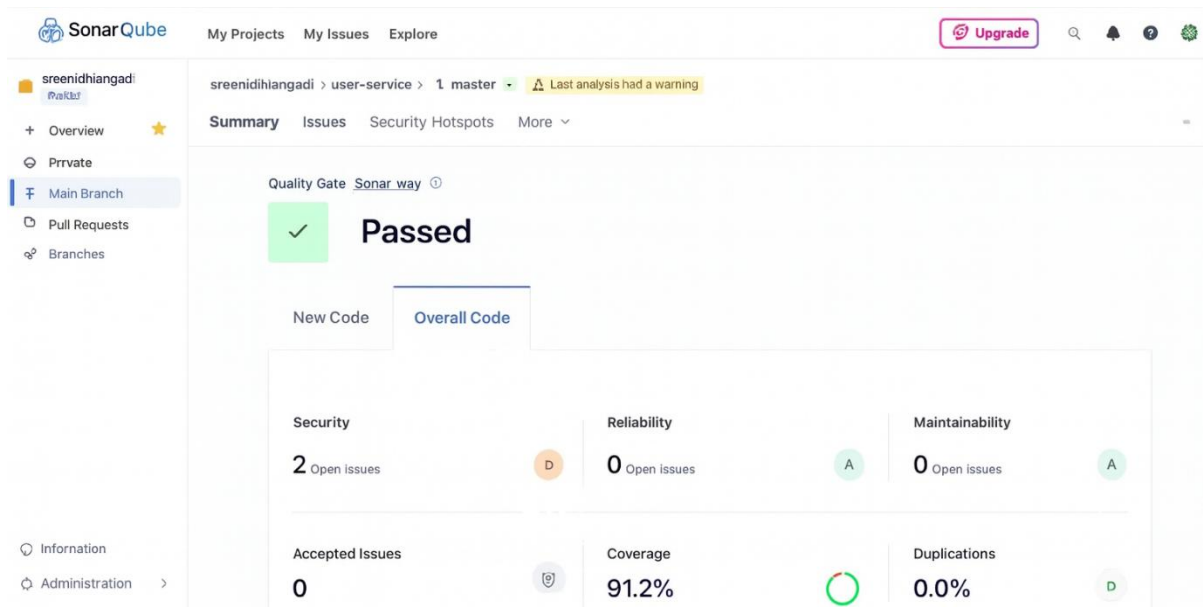 SonarQube
My Projects My Issues Explore
Upgrade
sreenidhiangadi
sreenidhiangadi > user-service > master
Last analysis had a warning
+ Overview
Prrvate
Main Branch
Pull Requests
Branches
Summary Issues Security Hotspots More
Quality Gate Sonar way
Passed
New Code Overall Code
Security Reliability Maintainability
2 Open issues D 0 Open issues A 0 Open issues A
Accepted Issues Coverage Duplications
0 91.2% 0.0% D
Infornation
Administration >